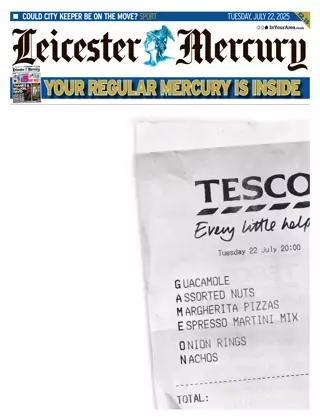 COULD CITY KEEPER BE ON THE MOVE? SPORT
TUESDAY, JULY 22, 2025
InYourArea
Leicester Mercury
YOUR REGULAR MERCURY IS INSIDE
TESCO
Every little help
Tuesday 22 July 20:00
GUACAMOLE
ASSORTED NUTS
MARGHERITA PIZZAS
ESPRESSO MARTINI MIX
ONION RINGS
NACHOS
TOTAL: